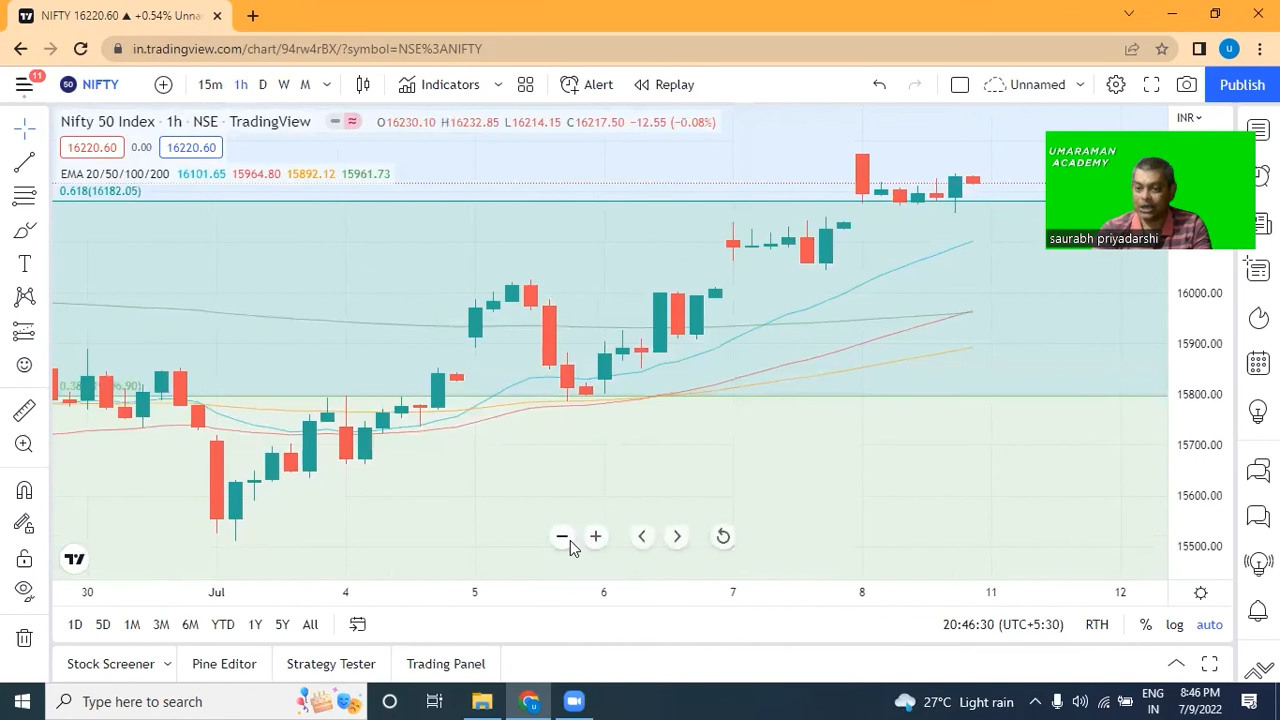 NIFTY 16220.60 ▲ +0.54% Unna
in.tradingview.com/chart/94rw4rBX/?symbol=NSE%3ANIFTY
u
11
50 NIFTY 15m 1h D W M Indicators Alert Replay Unnamed Publish
Nifty 50 Index · 1h · NSE · TradingView O16230.10 H16232.85 L16214.15 C16217.50 −12.55 (−0.08%)
INR
16220.60 0.00 16220.60
EMA 20/50/100/200 16101.65 15964.80 15892.12 15961.73
0.618(16182.05)
UMARAMAN
ACADEMY
saurabh priyadarshi
16000.00
15900.00
15800.00
15700.00
15600.00
15500.00
30 Jul 4 5 6 7 8 11 12
1D 5D 1M 3M 6M YTD 1Y 5Y All 20:46:30 (UTC+5:30) RTH % log auto
Stock Screener Pine Editor Strategy Tester Trading Panel
Type here to search
27°C Light rain
ENG
IN
8:46 PM
7/9/2022